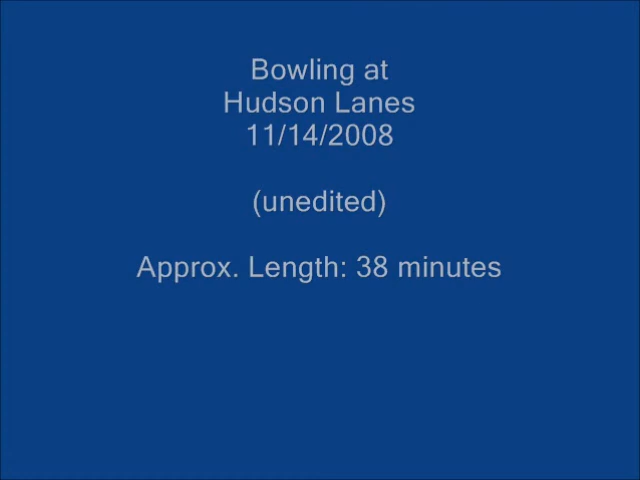 Bowling at
Hudson Lanes
11/14/2008
(unedited)
Approx. Length: 38 minutes